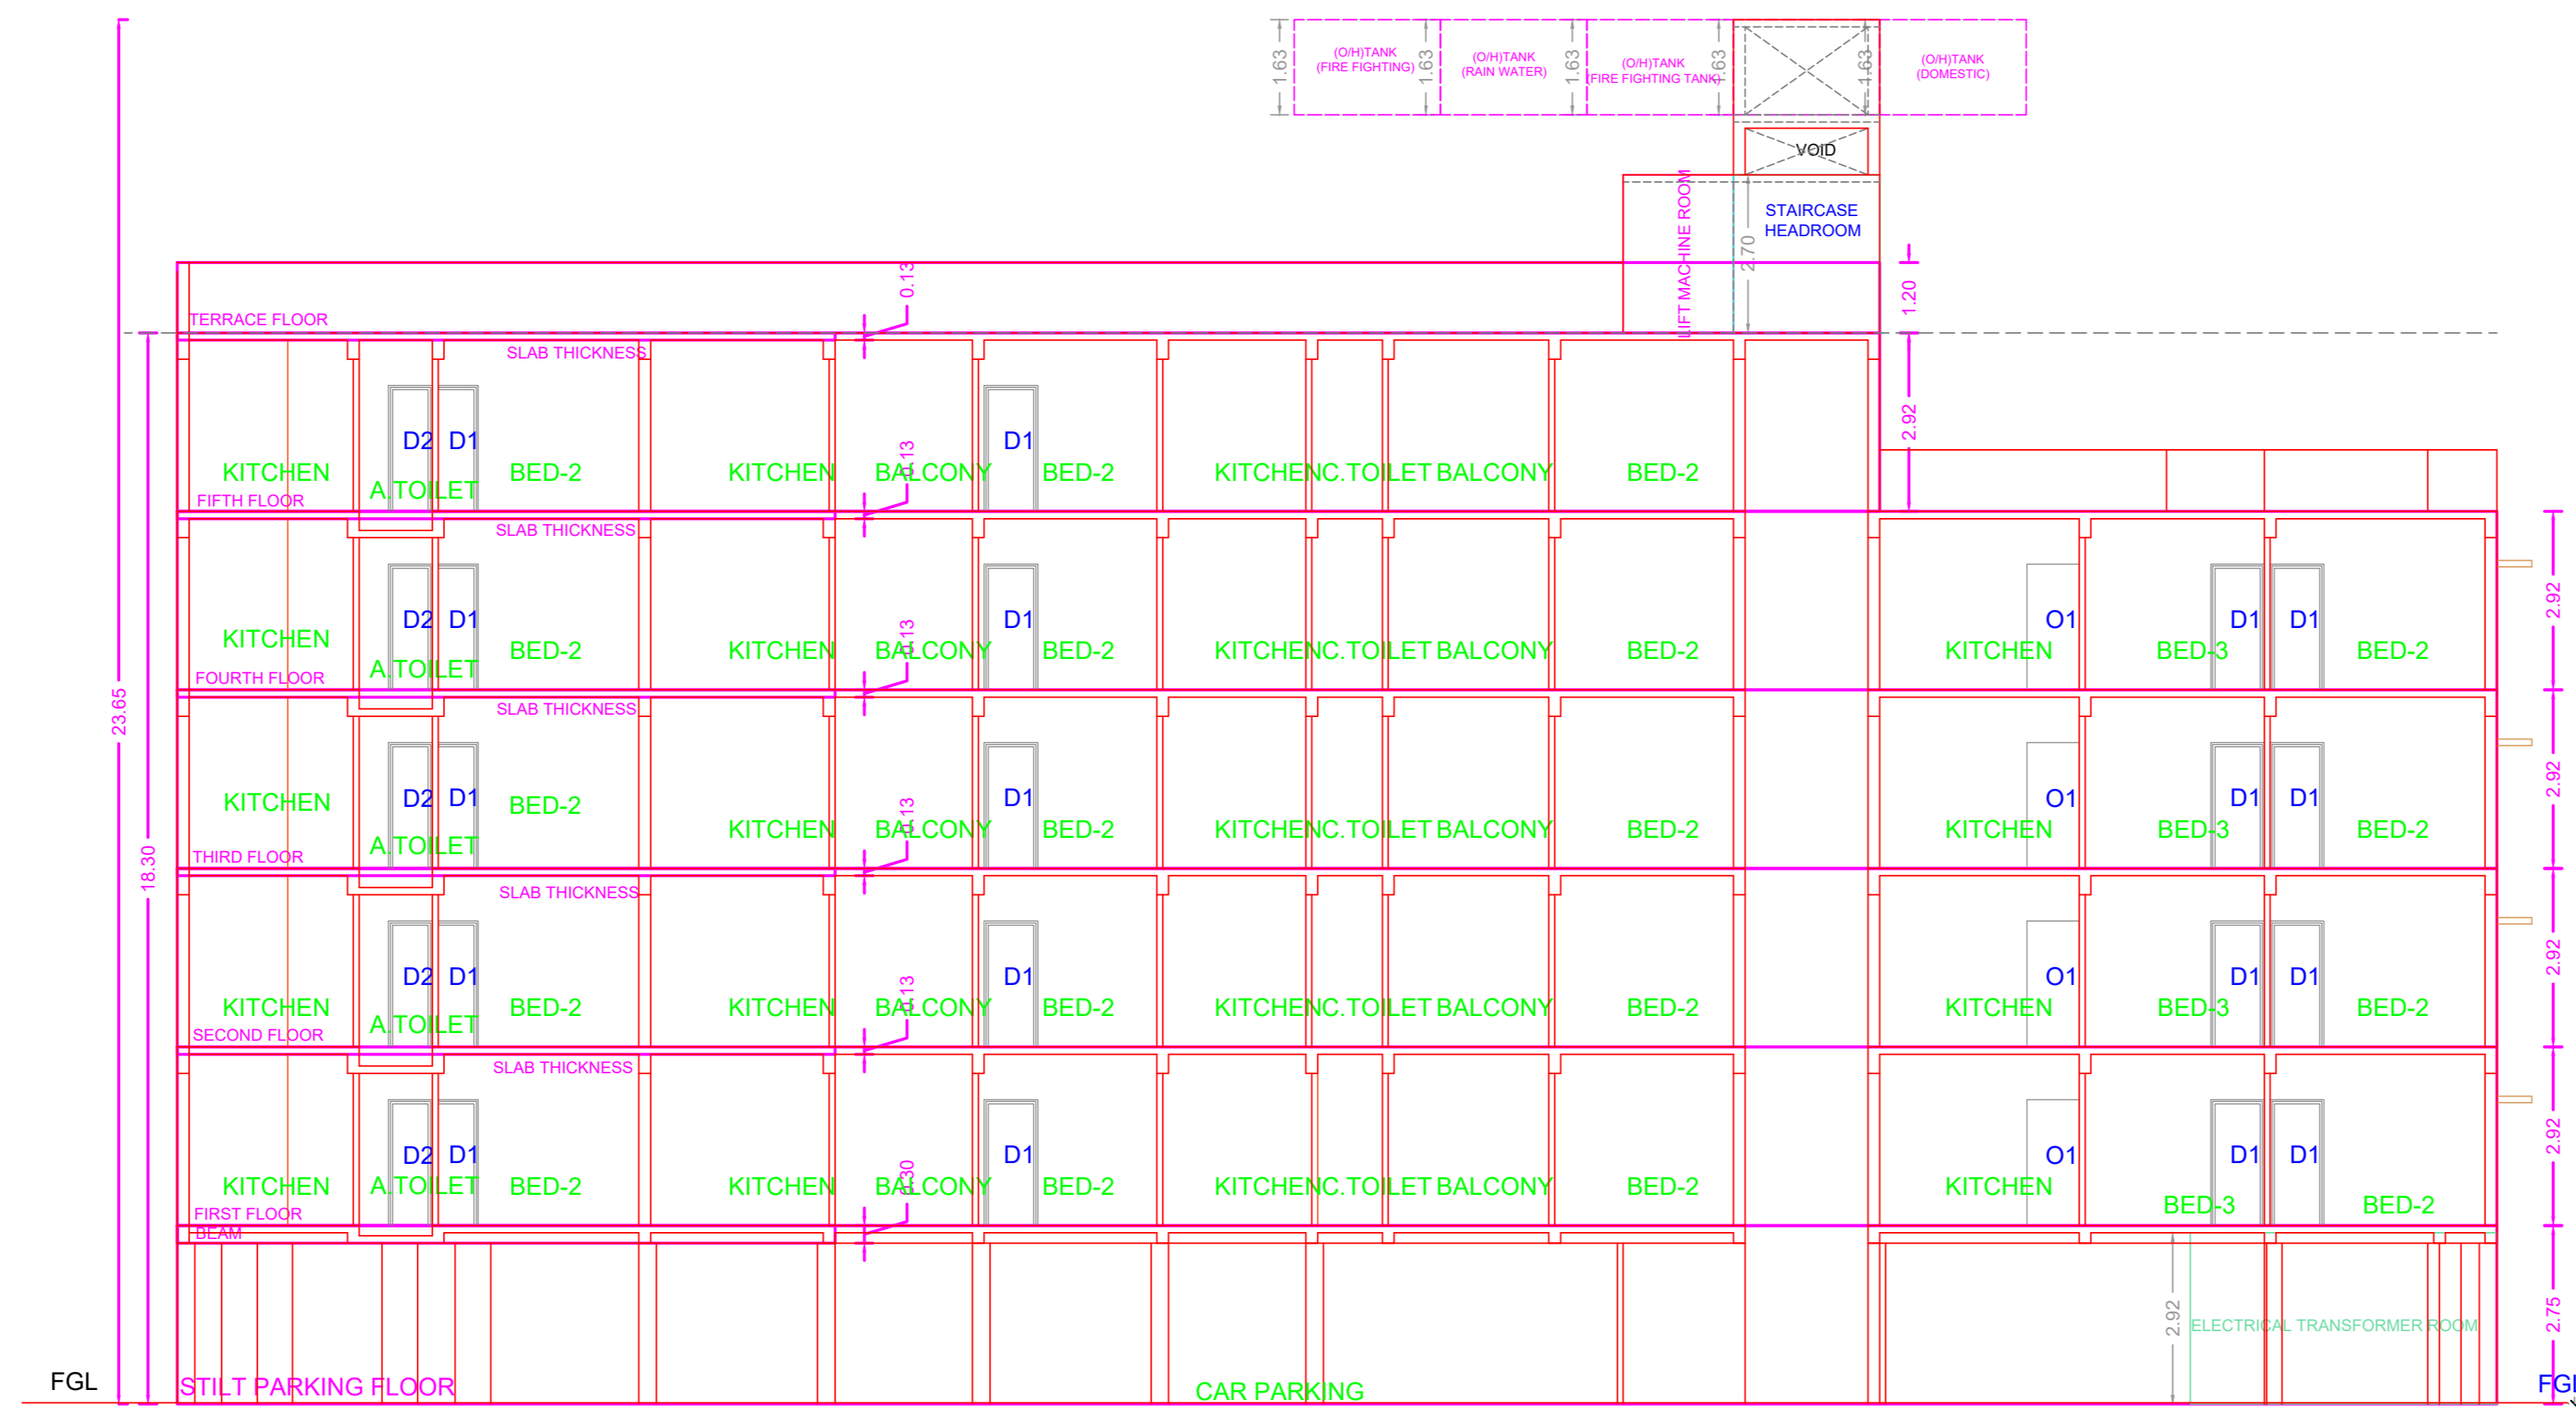 (O/H)TANK
(FIRE FIGHTING)
(O/H)TANK
(RAIN WATER)
(O/H)TANK
(FIRE FIGHTING TANK)
(O/H)TANK
(DOMESTIC)
1.63
1.63
1.63
1.63
1.63
VOID
LIFT MACHINE ROOM
STAIRCASE
HEADROOM
2.70
1.20
0.13
TERRACE FLOOR
SLAB THICKNESS
2.92
D2 D1 D1
KITCHEN A.TOILET BED-2 KITCHEN BALCONY BED-2 KITCHEN C.TOILET BALCONY BED-2
0.13
FIFTH FLOOR
SLAB THICKNESS
2.92
D2 D1 D1 O1 D1 D1
KITCHEN A.TOILET BED-2 KITCHEN BALCONY BED-2 KITCHEN C.TOILET BALCONY BED-2 KITCHEN BED-3 BED-2
0.13
FOURTH FLOOR
SLAB THICKNESS
23.65
2.92
D2 D1 D1 O1 D1 D1
KITCHEN A.TOILET BED-2 KITCHEN BALCONY BED-2 KITCHEN C.TOILET BALCONY BED-2 KITCHEN BED-3 BED-2
0.13
THIRD FLOOR
18.30
SLAB THICKNESS
2.92
D2 D1 D1 O1 D1 D1
KITCHEN A.TOILET BED-2 KITCHEN BALCONY BED-2 KITCHEN C.TOILET BALCONY BED-2 KITCHEN BED-3 BED-2
0.13
SECOND FLOOR
SLAB THICKNESS
2.92
D2 D1 D1 O1 D1 D1
KITCHEN A.TOILET BED-2 KITCHEN BALCONY BED-2 KITCHEN C.TOILET BALCONY BED-2 KITCHEN BED-3 BED-2
0.30
FIRST FLOOR
BEAM
2.92
2.75
ELECTRICAL TRANSFORMER ROOM
FGL
STILT PARKING FLOOR
CAR PARKING
FGL